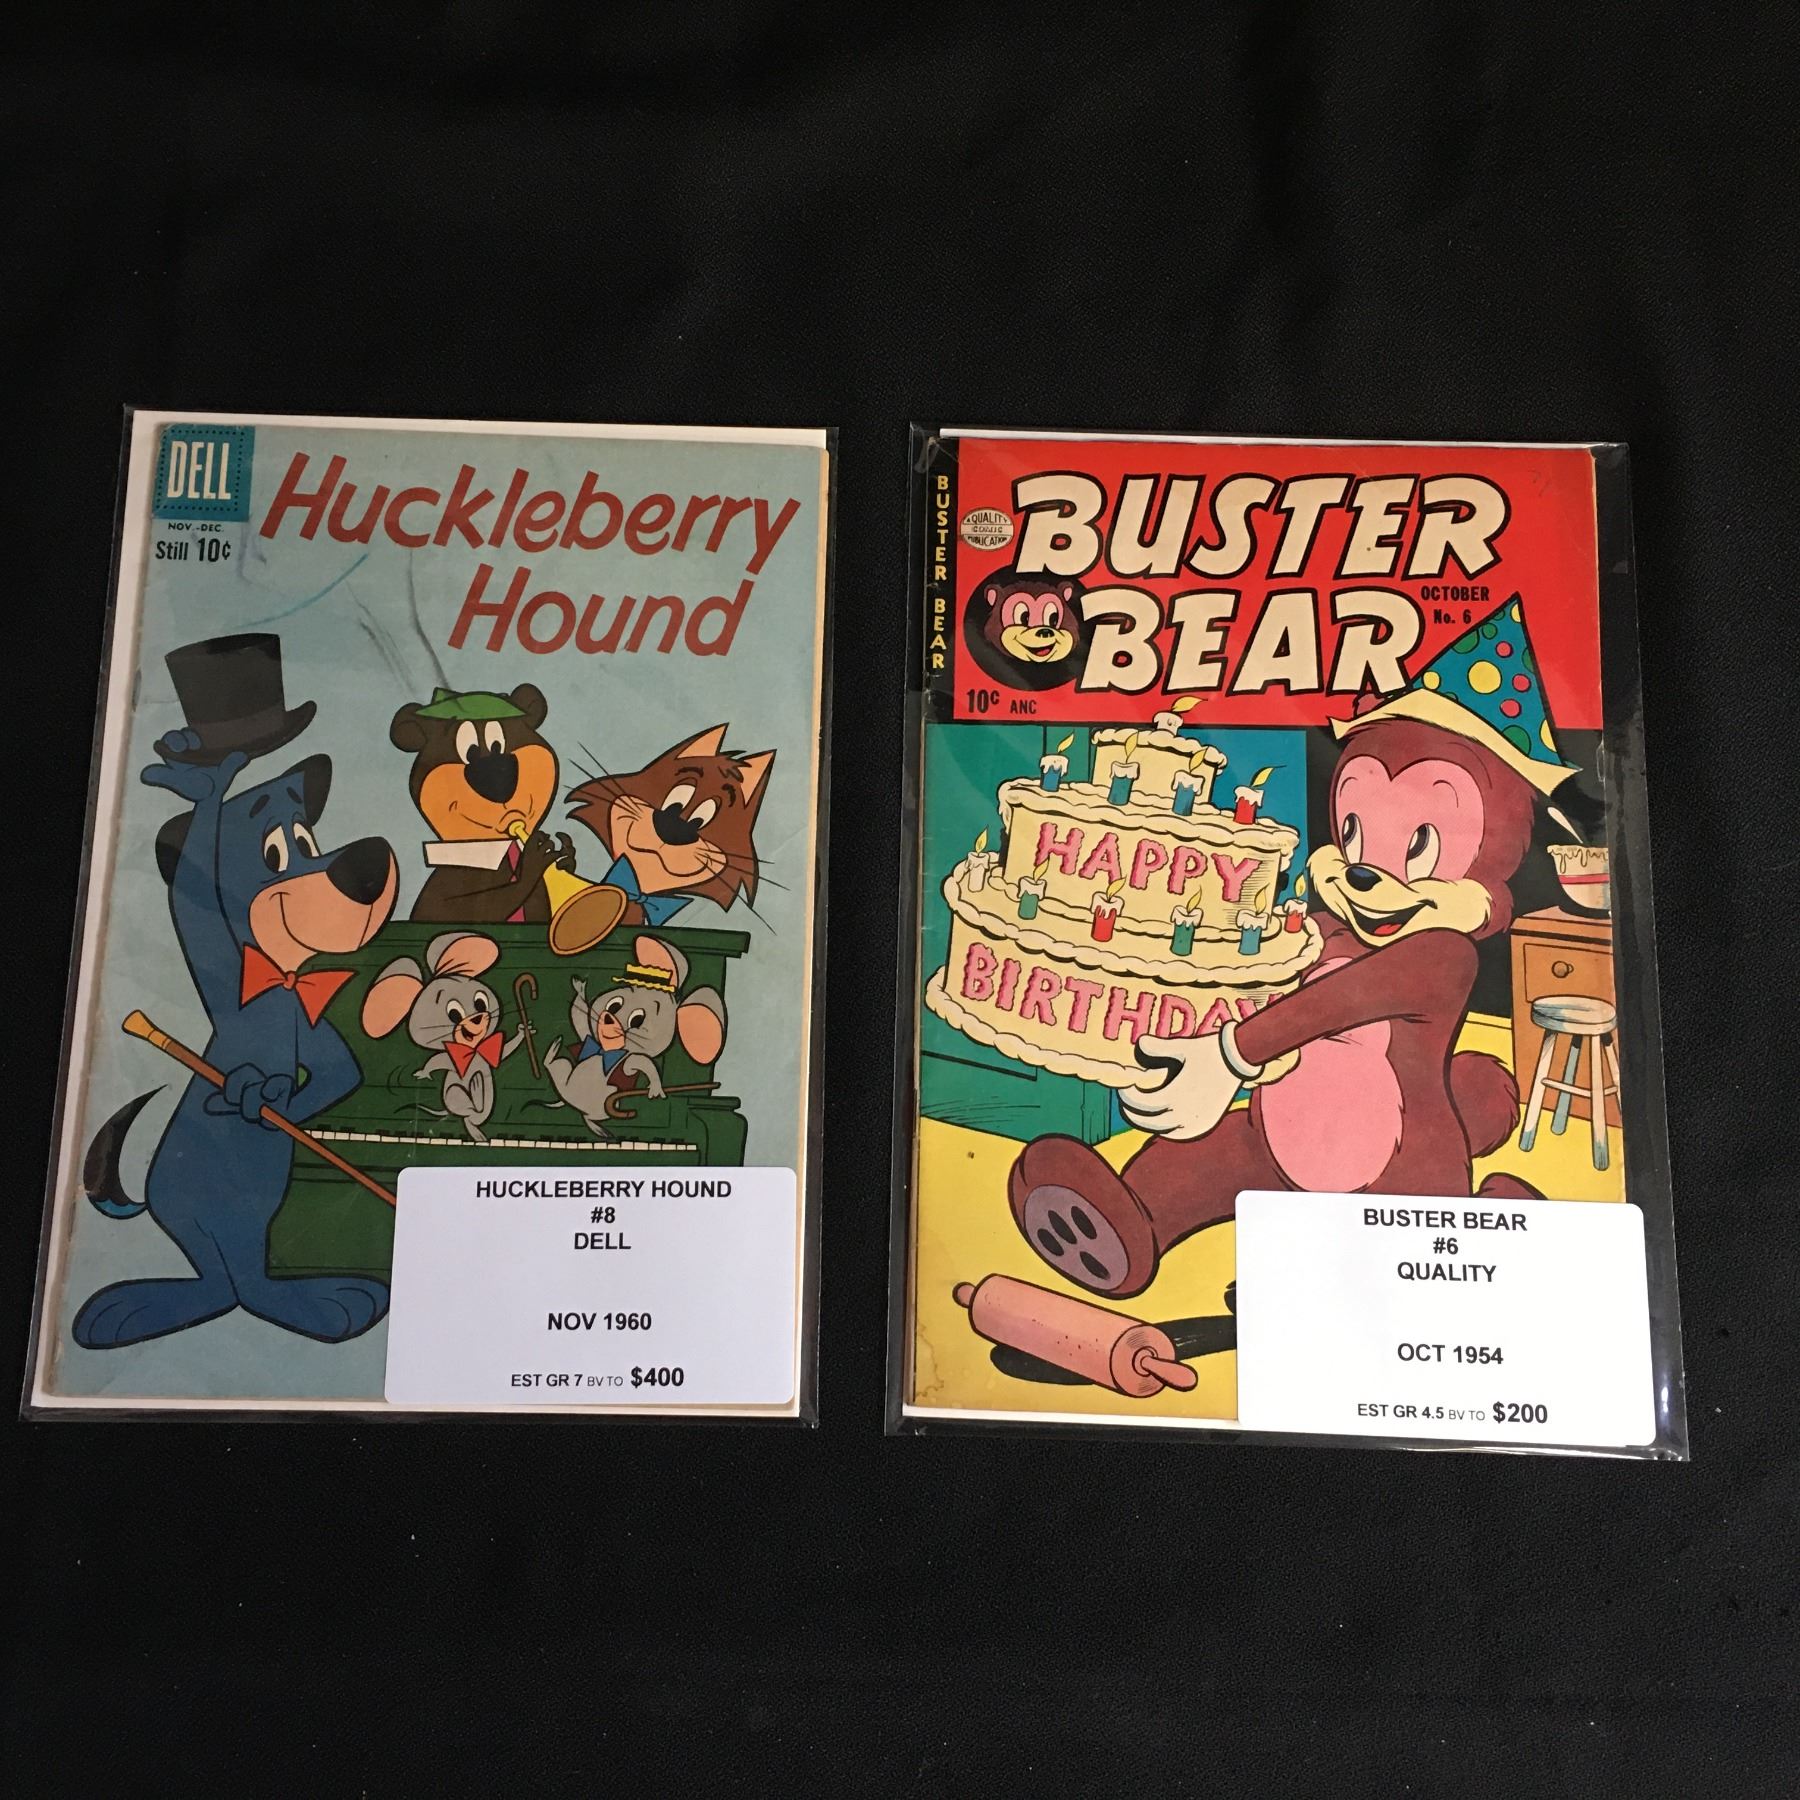 DELL
NOV.-DEC.
Still 10¢
Huckleberry
Hound
HUCKLEBERRY HOUND
#8
DELL
NOV 1960
EST GR 7 BV TO $400
BUSTER BEAR
A QUALITY
COMIC
PUBLICATION
BUSTER
BEAR
OCTOBER
No. 6
10¢ ANC
HAPPY
BIRTHDAY
BUSTER BEAR
#6
QUALITY
OCT 1954
EST GR 4.5 BV TO $200